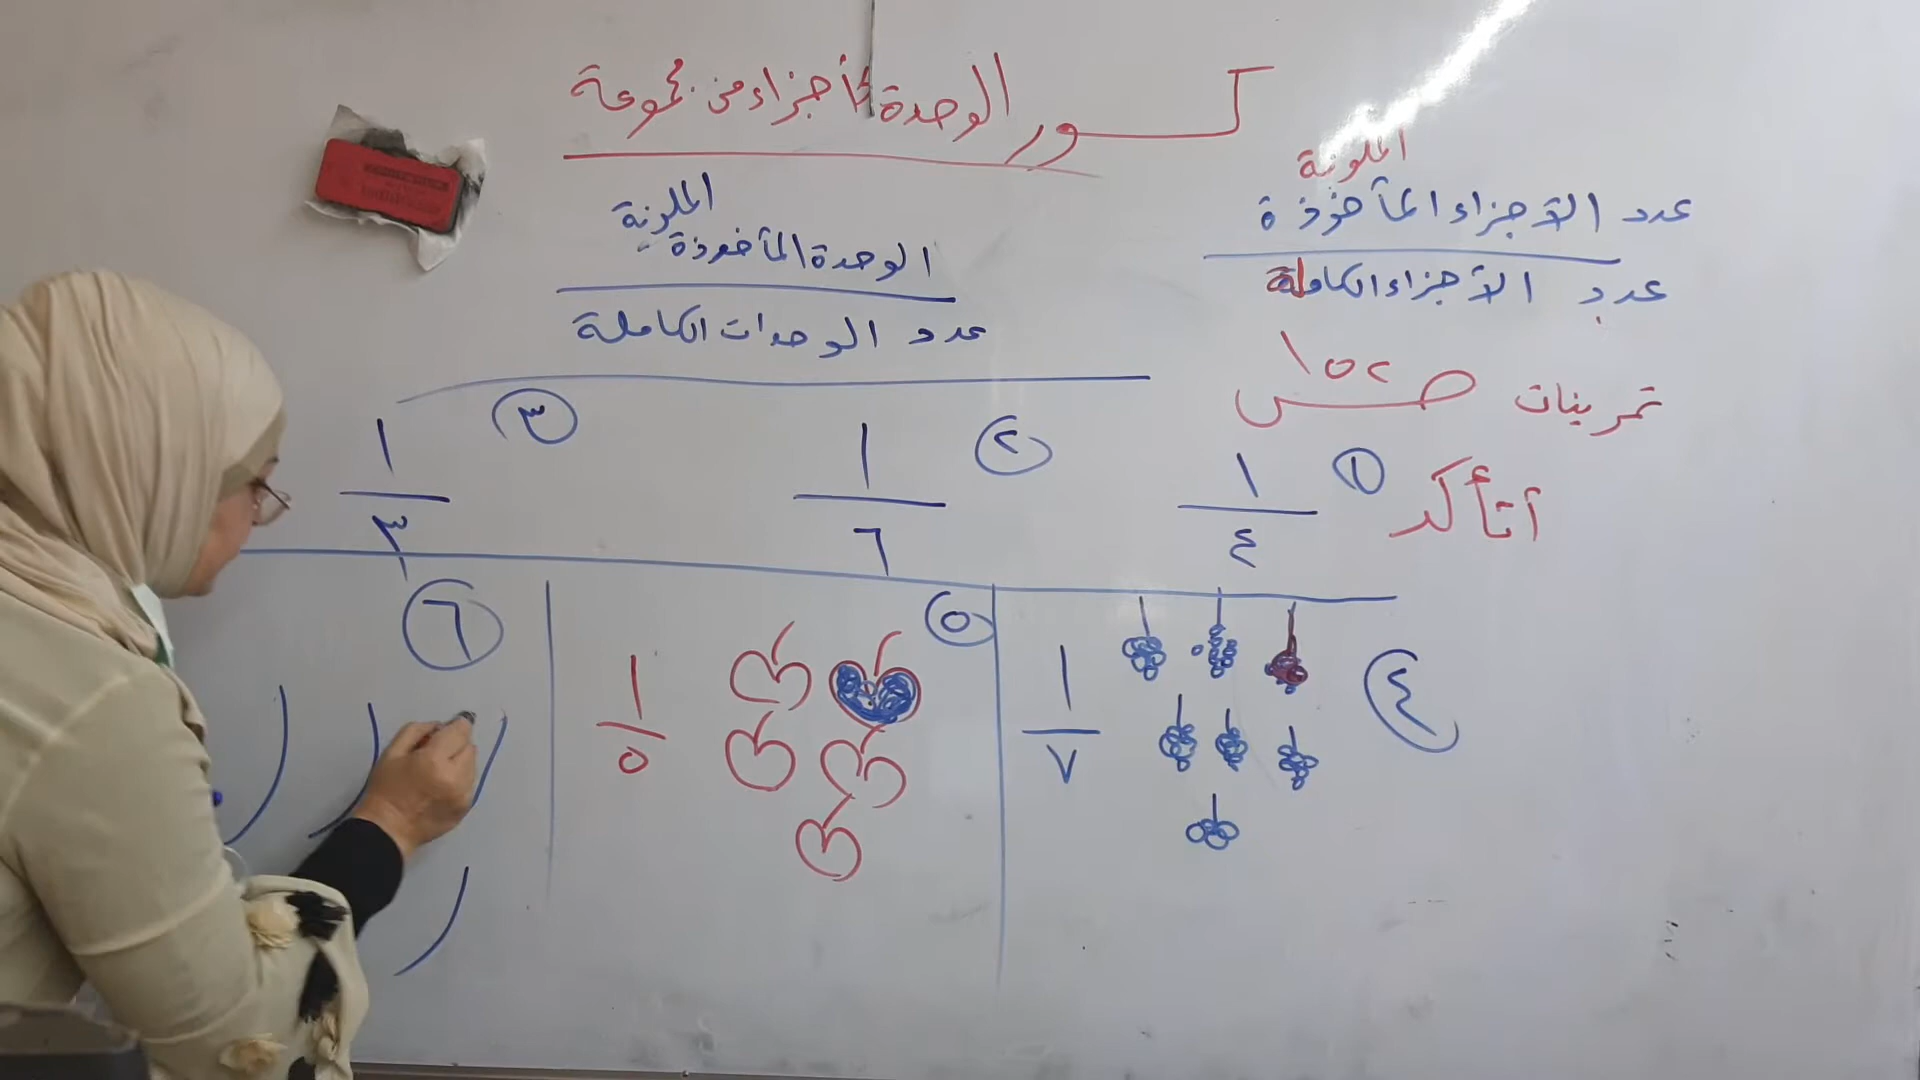 كسور الوحدة كأجزاء من مجموعة
الملونة
عدد الأجزاء المأخوذة
عدد الأجزاء الكاملة
الملونة
الوحدة المأخوذة
عدد الوحدات الكاملة
تمرينات ص ١٥٢
أتأكد
١ ١/٤
٢ ١/٦
٣ ١/٣
٤ ١/٧
٥ ١/٥
٦